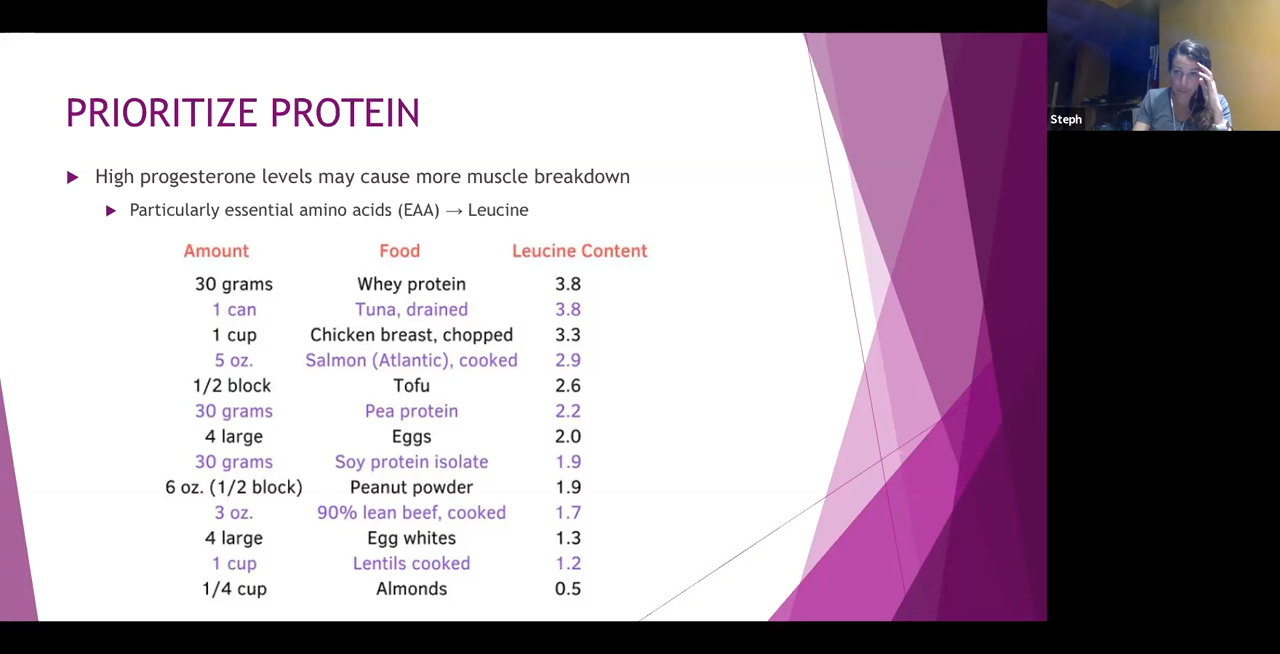 PRIORITIZE PROTEIN
High progesterone levels may cause more muscle breakdown
Particularly essential amino acids (EAA) → Leucine
Amount Food Leucine Content
30 grams Whey protein 3.8
1 can Tuna, drained 3.8
1 cup Chicken breast, chopped 3.3
5 oz. Salmon (Atlantic), cooked 2.9
1/2 block Tofu 2.6
30 grams Pea protein 2.2
4 large Eggs 2.0
30 grams Soy protein isolate 1.9
6 oz. (1/2 block) Peanut powder 1.9
3 oz. 90% lean beef, cooked 1.7
4 large Egg whites 1.3
1 cup Lentils cooked 1.2
1/4 cup Almonds 0.5
Steph